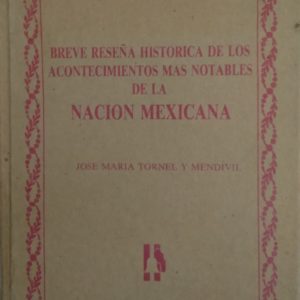 BREVE RESEÑA HISTORICA DE LOS
ACONTECIMIENTOS MAS NOTABLES
DE LA
NACION MEXICANA
JOSE MARIA TORNEL Y MENDIVIL